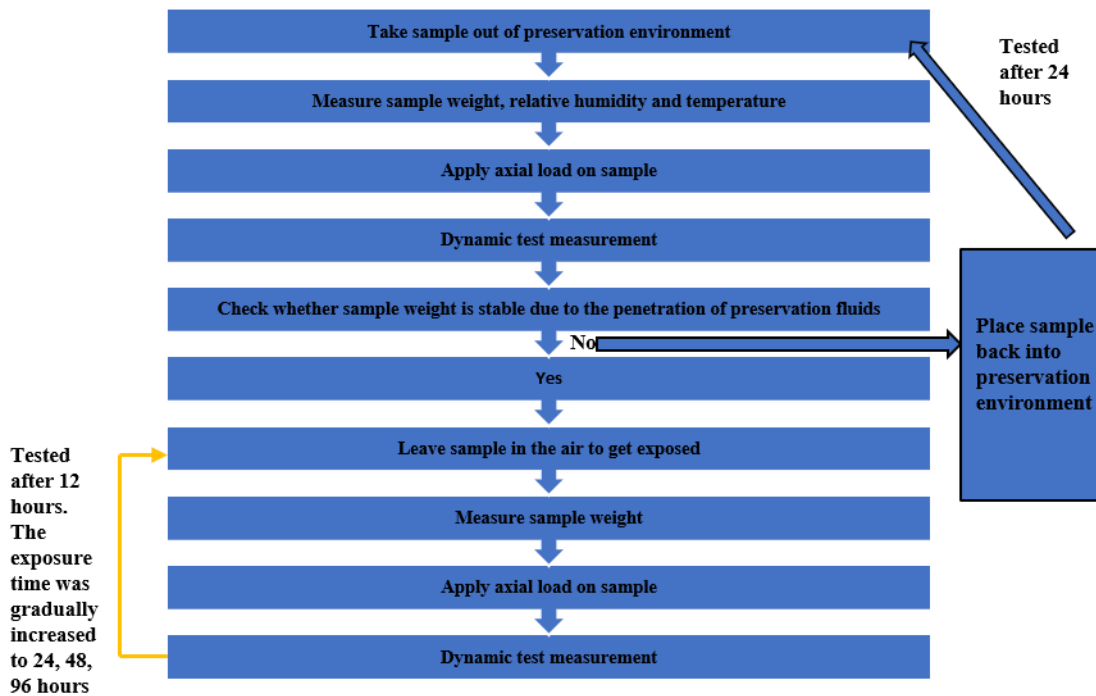 Take sample out of preservation environment
Tested
after 24
hours
Measure sample weight, relative humidity and temperature
Apply axial load on sample
Dynamic test measurement
Check whether sample weight is stable due to the penetration of preservation fluids
No
Place sample
back into
preservation
environment
Yes
Leave sample in the air to get exposed
Tested
after 12
hours.
The
exposure
time was
gradually
increased
to 24, 48,
96 hours
Measure sample weight
Apply axial load on sample
Dynamic test measurement